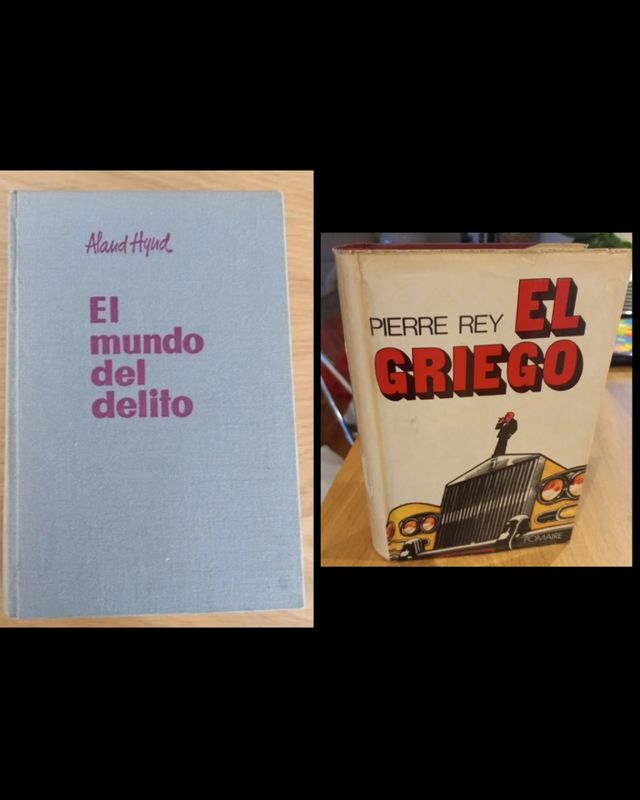 Aland Hynd
El
mundo
del
delito
PIERRE REY EL
GRIEGO
TOMAIRE